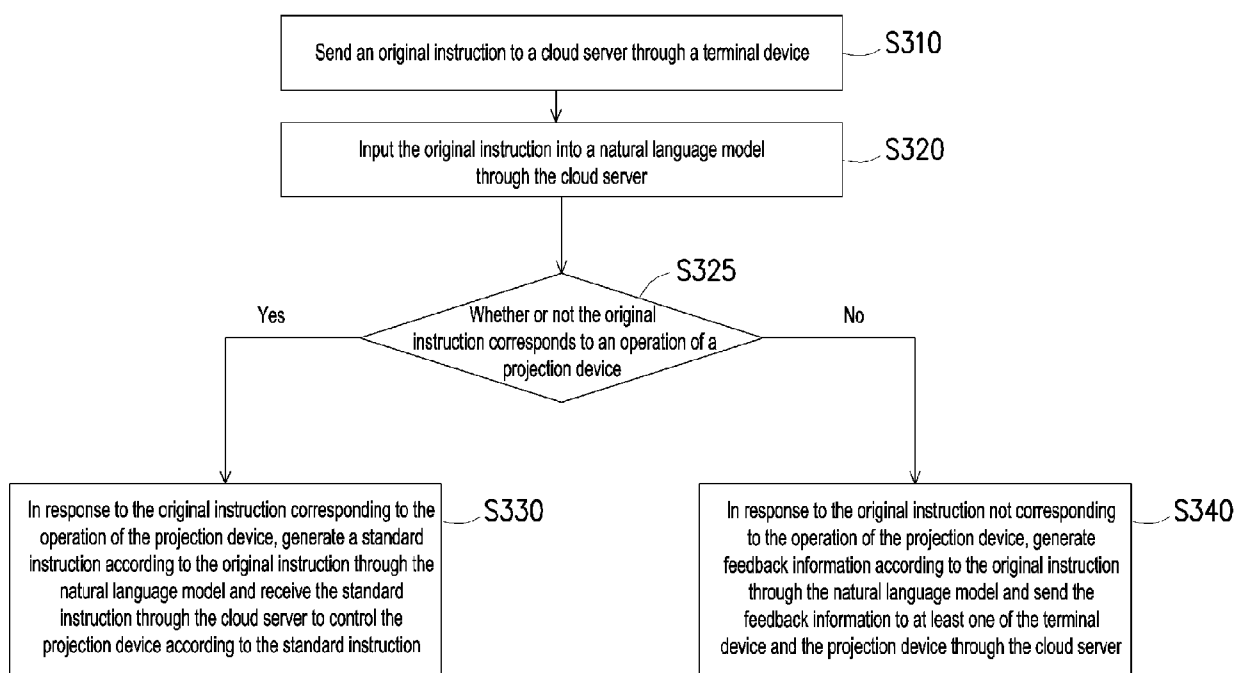 Send an original instruction to a cloud server through a terminal device
S310
Input the original instruction into a natural language model
through the cloud server
S320
S325
Whether or not the original
instruction corresponds to an operation of a
projection device
Yes
No
In response to the original instruction corresponding to the
operation of the projection device, generate a standard
instruction according to the original instruction through the
natural language model and receive the standard
instruction through the cloud server to control the
projection device according to the standard instruction
S330
In response to the original instruction not corresponding
to the operation of the projection device, generate
feedback information according to the original instruction
through the natural language model and send the
feedback information to at least one of the terminal
device and the projection device through the cloud server
S340